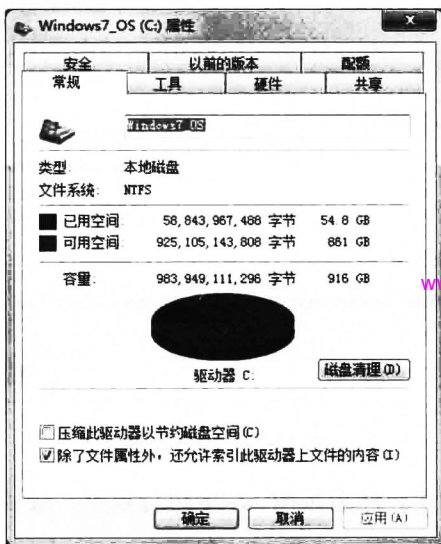 Windows7_OS (C:) 属性
安全 以前的版本 配额
常规 工具 硬件 共享
Windows7_OS
类型: 本地磁盘
文件系统: NTFS
已用空间: 58,843,967,488 字节 54.8 GB
可用空间: 925,105,143,808 字节 861 GB
容量: 983,949,111,296 字节 916 GB
驱动器 C:
磁盘清理(D)
压缩此驱动器以节约磁盘空间(C)
除了文件属性外，还允许索引此驱动器上文件的内容(I)
确定 取消 应用(A)